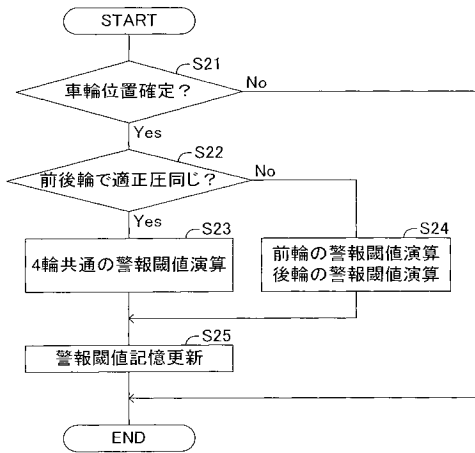 START
S21
車輪位置確定？
No
Yes
S22
前後輪で適正圧同じ？
No
Yes
S23
4輪共通の警報閾値演算
S24
前輪の警報閾値演算
後輪の警報閾値演算
S25
警報閾値記憶更新
END